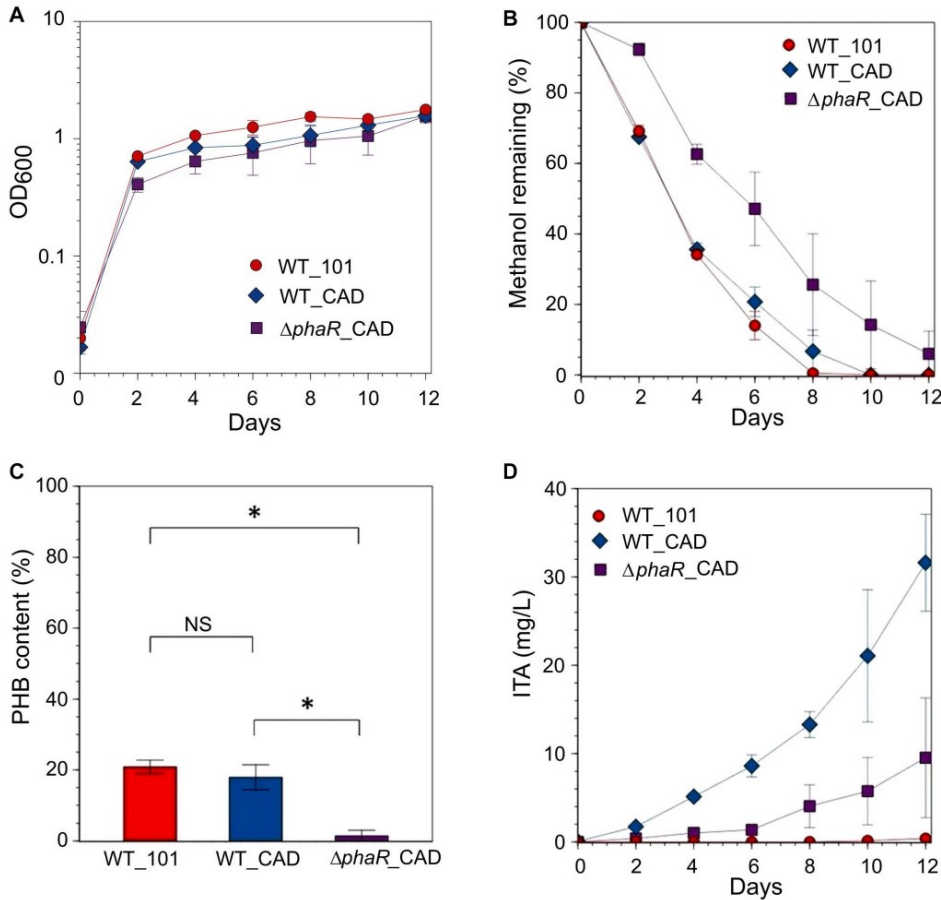 A
10
1
0.1
0
OD600
WT_101
WT_CAD
ΔphaR_CAD
0 2 4 6 8 10 12
Days
B
100
80
60
40
20
0
Methanol remaining (%)
WT_101
WT_CAD
ΔphaR_CAD
0 2 4 6 8 10 12
Days
C
100
80
60
40
20
0
PHB content (%)
*
NS
*
WT_101 WT_CAD ΔphaR_CAD
D
40
30
20
10
0
ITA (mg/L)
WT_101
WT_CAD
ΔphaR_CAD
0 2 4 6 8 10 12
Days